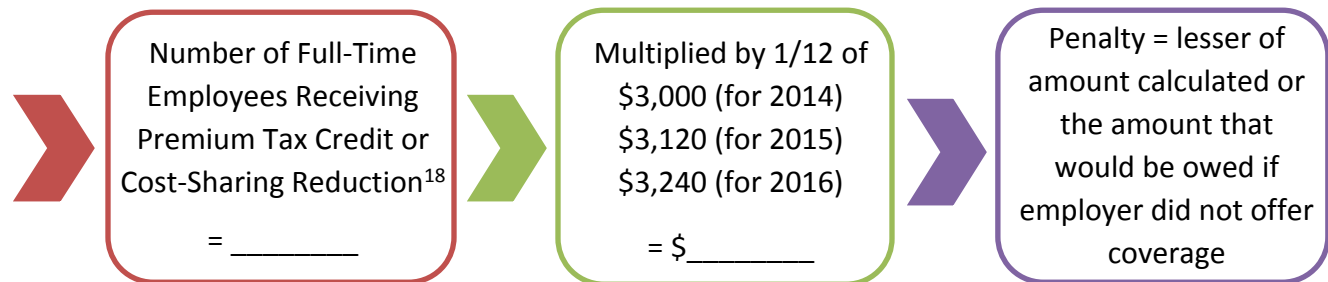 Number of Full-Time
Employees Receiving
Premium Tax Credit or
Cost-Sharing Reduction¹⁸
= ________
Multiplied by 1/12 of
$3,000 (for 2014)
$3,120 (for 2015)
$3,240 (for 2016)
= $________
Penalty = lesser of
amount calculated or
the amount that
would be owed if
employer did not offer
coverage